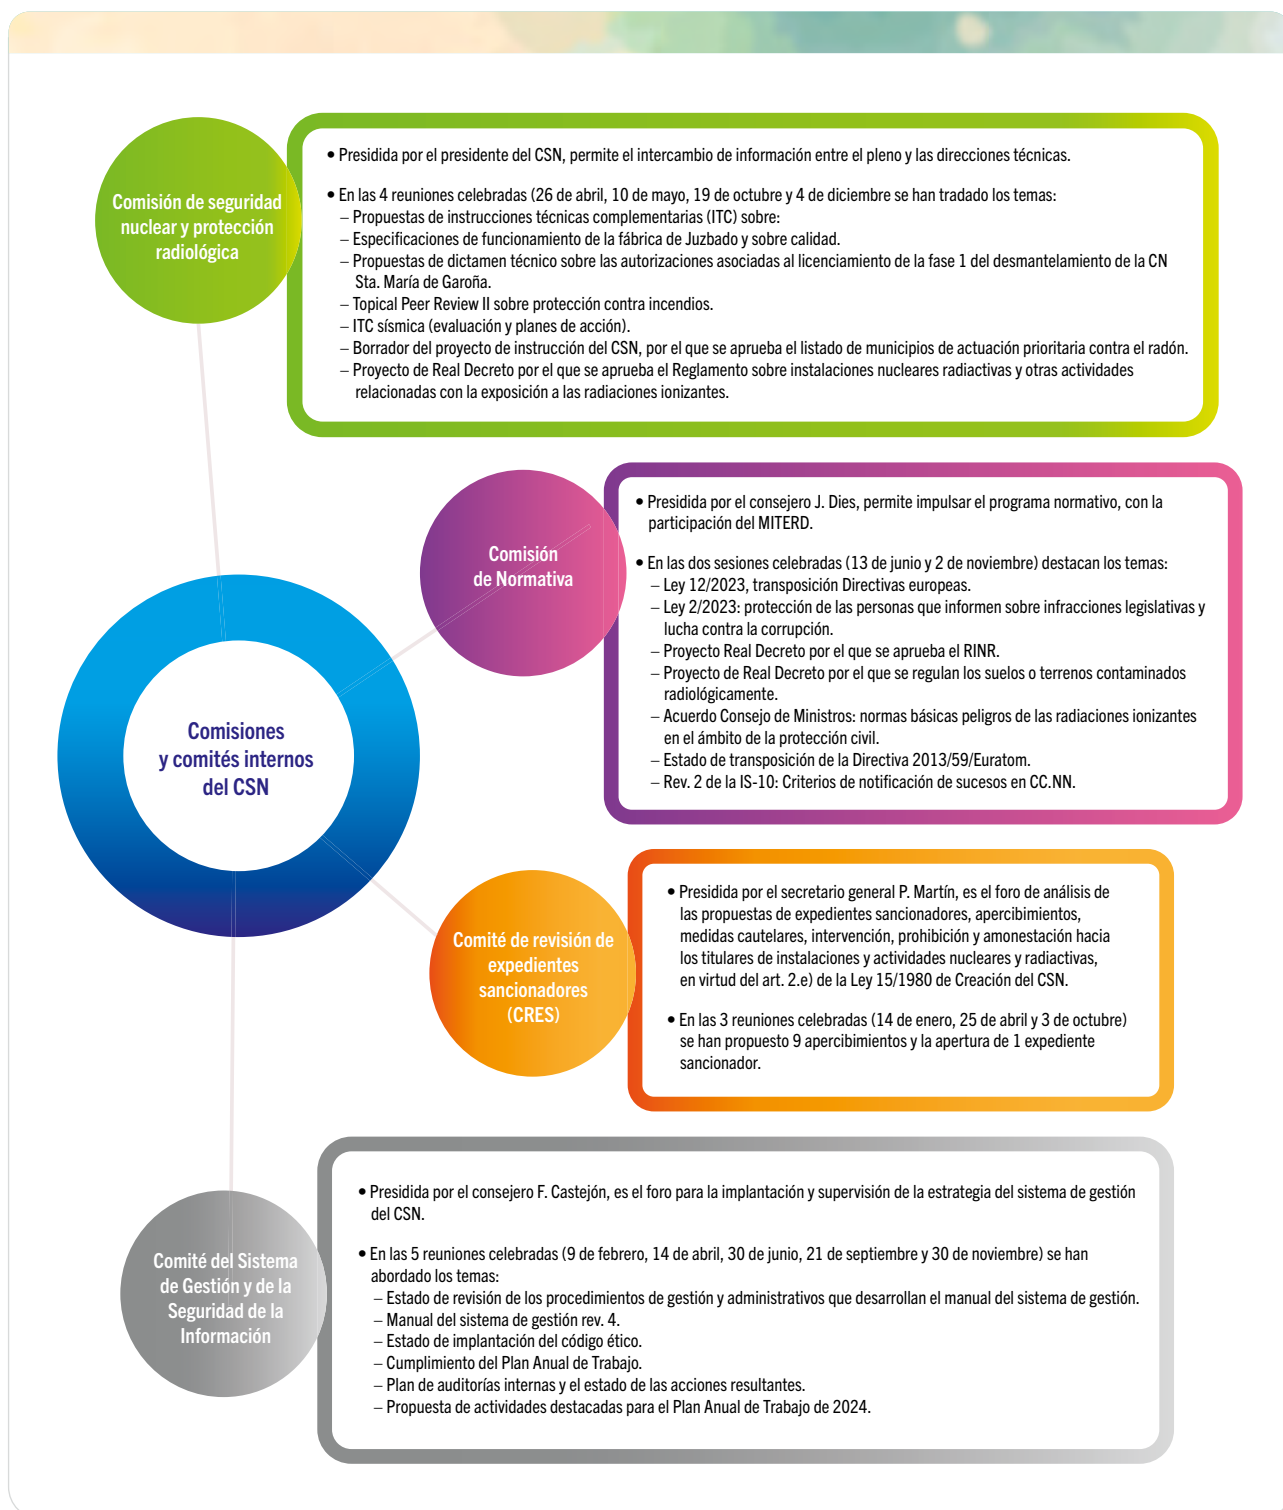 Comisión de seguridad
nuclear y protección
radiológica
• Presidida por el presidente del CSN, permite el intercambio de información entre el pleno y las direcciones técnicas.
• En las 4 reuniones celebradas (26 de abril, 10 de mayo, 19 de octubre y 4 de diciembre se han tradado los temas:
– Propuestas de instrucciones técnicas complementarias (ITC) sobre:
– Especificaciones de funcionamiento de la fábrica de Juzbado y sobre calidad.
– Propuestas de dictamen técnico sobre las autorizaciones asociadas al licenciamiento de la fase 1 del desmantelamiento de la CN
Sta. María de Garoña.
– Topical Peer Review II sobre protección contra incendios.
– ITC sísmica (evaluación y planes de acción).
– Borrador del proyecto de instrucción del CSN, por el que se aprueba el listado de municipios de actuación prioritaria contra el radón.
– Proyecto de Real Decreto por el que se aprueba el Reglamento sobre instalaciones nucleares radiactivas y otras actividades
relacionadas con la exposición a las radiaciones ionizantes.
Comisión
de Normativa
• Presidida por el consejero J. Dies, permite impulsar el programa normativo, con la
participación del MITERD.
• En las dos sesiones celebradas (13 de junio y 2 de noviembre) destacan los temas:
– Ley 12/2023, transposición Directivas europeas.
– Ley 2/2023: protección de las personas que informen sobre infracciones legislativas y
lucha contra la corrupción.
– Proyecto Real Decreto por el que se aprueba el RINR.
– Proyecto de Real Decreto por el que se regulan los suelos o terrenos contaminados
radiológicamente.
– Acuerdo Consejo de Ministros: normas básicas peligros de las radiaciones ionizantes
en el ámbito de la protección civil.
– Estado de transposición de la Directiva 2013/59/Euratom.
– Rev. 2 de la IS-10: Criterios de notificación de sucesos en CC.NN.
Comisiones
y comités internos
del CSN
Comité de revisión de
expedientes
sancionadores
(CRES)
• Presidida por el secretario general P. Martín, es el foro de análisis de
las propuestas de expedientes sancionadores, apercibimientos,
medidas cautelares, intervención, prohibición y amonestación hacia
los titulares de instalaciones y actividades nucleares y radiactivas,
en virtud del art. 2.e) de la Ley 15/1980 de Creación del CSN.
• En las 3 reuniones celebradas (14 de enero, 25 de abril y 3 de octubre)
se han propuesto 9 apercibimientos y la apertura de 1 expediente
sancionador.
Comité del Sistema
de Gestión y de la
Seguridad de la
Información
• Presidida por el consejero F. Castejón, es el foro para la implantación y supervisión de la estrategia del sistema de gestión
del CSN.
• En las 5 reuniones celebradas (9 de febrero, 14 de abril, 30 de junio, 21 de septiembre y 30 de noviembre) se han
abordado los temas:
– Estado de revisión de los procedimientos de gestión y administrativos que desarrollan el manual del sistema de gestión.
– Manual del sistema de gestión rev. 4.
– Estado de implantación del código ético.
– Cumplimiento del Plan Anual de Trabajo.
– Plan de auditorías internas y el estado de las acciones resultantes.
– Propuesta de actividades destacadas para el Plan Anual de Trabajo de 2024.